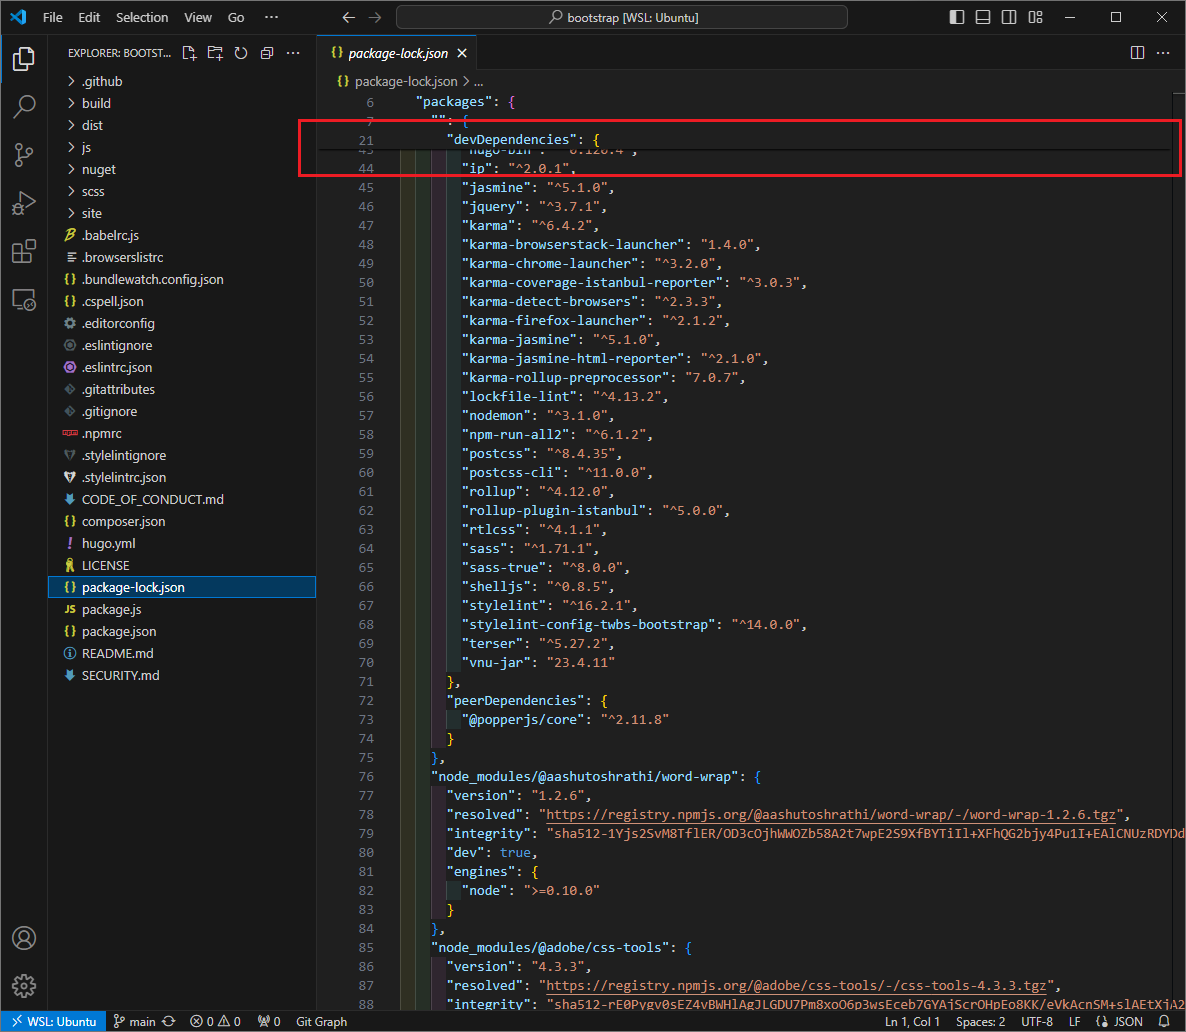 File Edit Selection View Go ··· bootstrap [WSL: Ubuntu]
EXPLORER: BOOTST... ···
.github
build
dist
js
nuget
scss
site
.babelrc.js
.browserslistrc
.bundlewatch.config.json
.cspell.json
.editorconfig
.eslintignore
.eslintrc.json
.gitattributes
.gitignore
.npmrc
.stylelintignore
.stylelintrc.json
CODE_OF_CONDUCT.md
composer.json
hugo.yml
LICENSE
package-lock.json
JS package.js
package.json
README.md
SECURITY.md
{} package-lock.json
{} package-lock.json > ...
6 "packages": {
7 "": {
21 "devDependencies": {
44 "ip": "^2.0.1",
45 "jasmine": "^5.1.0",
46 "jquery": "^3.7.1",
47 "karma": "^6.4.2",
48 "karma-browserstack-launcher": "1.4.0",
49 "karma-chrome-launcher": "^3.2.0",
50 "karma-coverage-istanbul-reporter": "^3.0.3",
51 "karma-detect-browsers": "^2.3.3",
52 "karma-firefox-launcher": "^2.1.2",
53 "karma-jasmine": "^5.1.0",
54 "karma-jasmine-html-reporter": "^2.1.0",
55 "karma-rollup-preprocessor": "7.0.7",
56 "lockfile-lint": "^4.13.2",
57 "nodemon": "^3.1.0",
58 "npm-run-all2": "^6.1.2",
59 "postcss": "^8.4.35",
60 "postcss-cli": "^11.0.0",
61 "rollup": "^4.12.0",
62 "rollup-plugin-istanbul": "^5.0.0",
63 "rtlcss": "^4.1.1",
64 "sass": "^1.71.1",
65 "sass-true": "^8.0.0",
66 "shelljs": "^0.8.5",
67 "stylelint": "^16.2.1",
68 "stylelint-config-twbs-bootstrap": "^14.0.0",
69 "terser": "^5.27.2",
70 "vnu-jar": "23.4.11"
71 },
72 "peerDependencies": {
73 "@popperjs/core": "^2.11.8"
74 }
75 },
76 "node_modules/@aashutoshrathi/word-wrap": {
77 "version": "1.2.6",
78 "resolved": "https://registry.npmjs.org/@aashutoshrathi/word-wrap/-/word-wrap-1.2.6.tgz",
79 "integrity": "sha512-1Yjs2SvM8TflER/OD3cOjhWWOZb58A2t7wpE2S9XfBYTiIl+XFhQG2bjy4Pu1I+EAlCNUzRDYDd
80 "dev": true,
81 "engines": {
82 "node": ">=0.10.0"
83 }
84 },
85 "node_modules/@adobe/css-tools": {
86 "version": "4.3.3",
87 "resolved": "https://registry.npmjs.org/@adobe/css-tools/-/css-tools-4.3.3.tgz",
88 "integrity": "sha512-rE0Pygv0sEZ4vBWHlAgJLGDU7Pm8xoO6p3wsEceb7GYAjScrOHpEo8KK/eVkAcnSM+slAEtXjA2
WSL: Ubuntu main 0 0 0 Git Graph Ln 1, Col 1 Spaces: 2 UTF-8 LF {} JSON